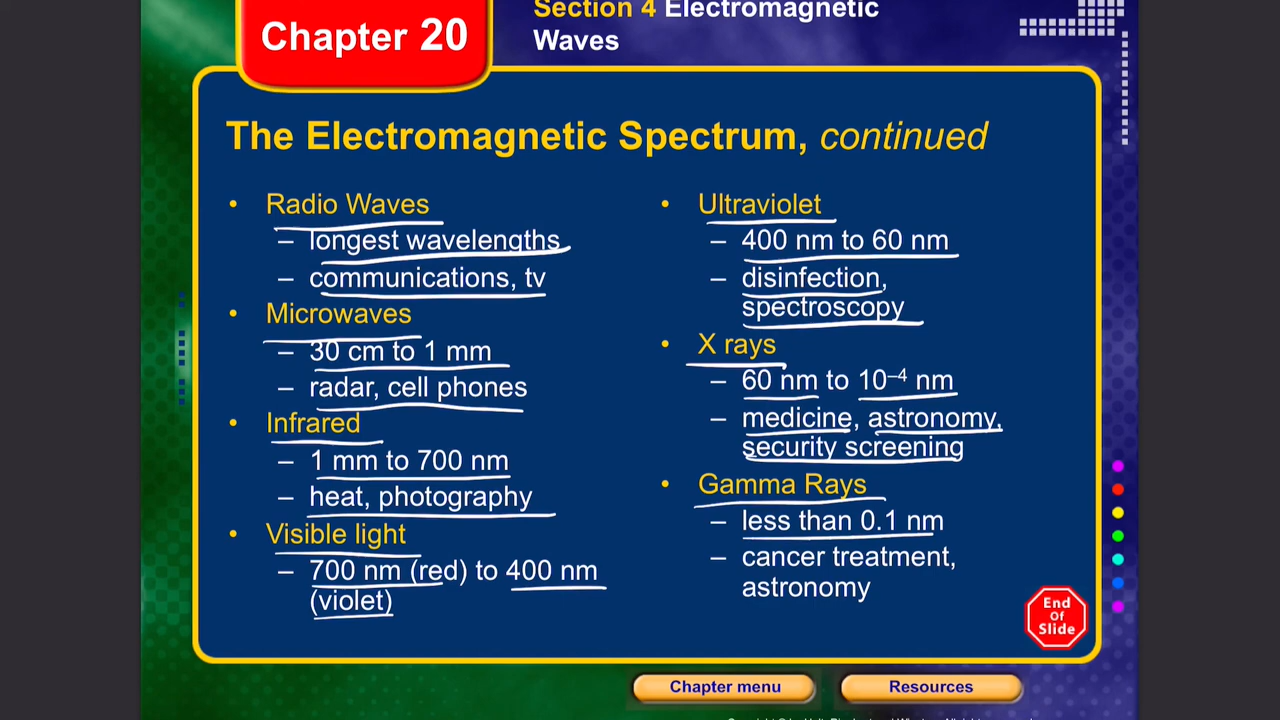 Chapter 20
Section 4 Electromagnetic
Waves
The Electromagnetic Spectrum, continued
• Radio Waves
– longest wavelengths
– communications, tv
• Microwaves
– 30 cm to 1 mm
– radar, cell phones
• Infrared
– 1 mm to 700 nm
– heat, photography
• Visible light
– 700 nm (red) to 400 nm
(violet)
• Ultraviolet
– 400 nm to 60 nm
– disinfection,
spectroscopy
• X rays
– 60 nm to 10⁻⁴ nm
– medicine, astronomy,
security screening
• Gamma Rays
– less than 0.1 nm
– cancer treatment,
astronomy
End
Of
Slide
Chapter menu
Resources